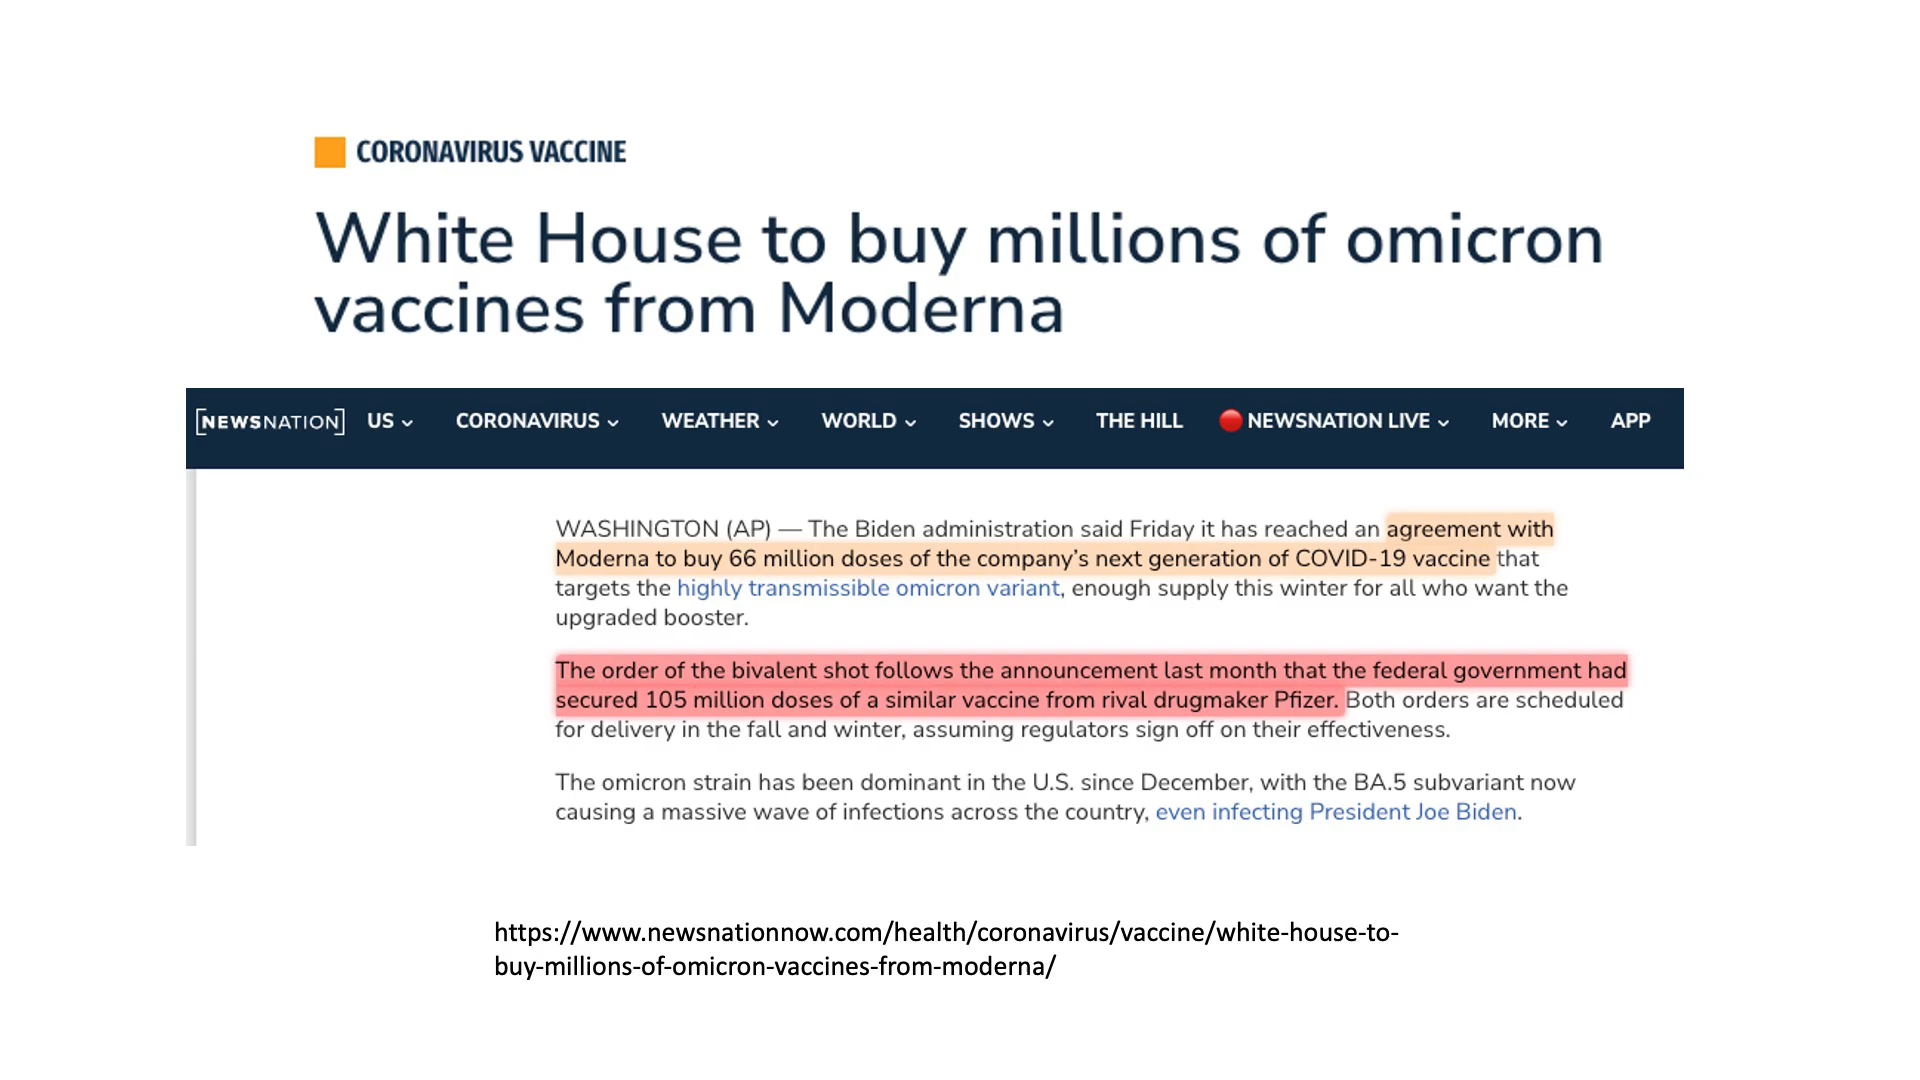 CORONAVIRUS VACCINE
White House to buy millions of omicron
vaccines from Moderna
[NEWSNATION] US CORONAVIRUS WEATHER WORLD SHOWS THE HILL NEWSNATION LIVE MORE APP
WASHINGTON (AP) — The Biden administration said Friday it has reached an agreement with
Moderna to buy 66 million doses of the company’s next generation of COVID-19 vaccine that
targets the highly transmissible omicron variant, enough supply this winter for all who want the
upgraded booster.
The order of the bivalent shot follows the announcement last month that the federal government had
secured 105 million doses of a similar vaccine from rival drugmaker Pfizer. Both orders are scheduled
for delivery in the fall and winter, assuming regulators sign off on their effectiveness.
The omicron strain has been dominant in the U.S. since December, with the BA.5 subvariant now
causing a massive wave of infections across the country, even infecting President Joe Biden.
https://www.newsnationnow.com/health/coronavirus/vaccine/white-house-to-
buy-millions-of-omicron-vaccines-from-moderna/